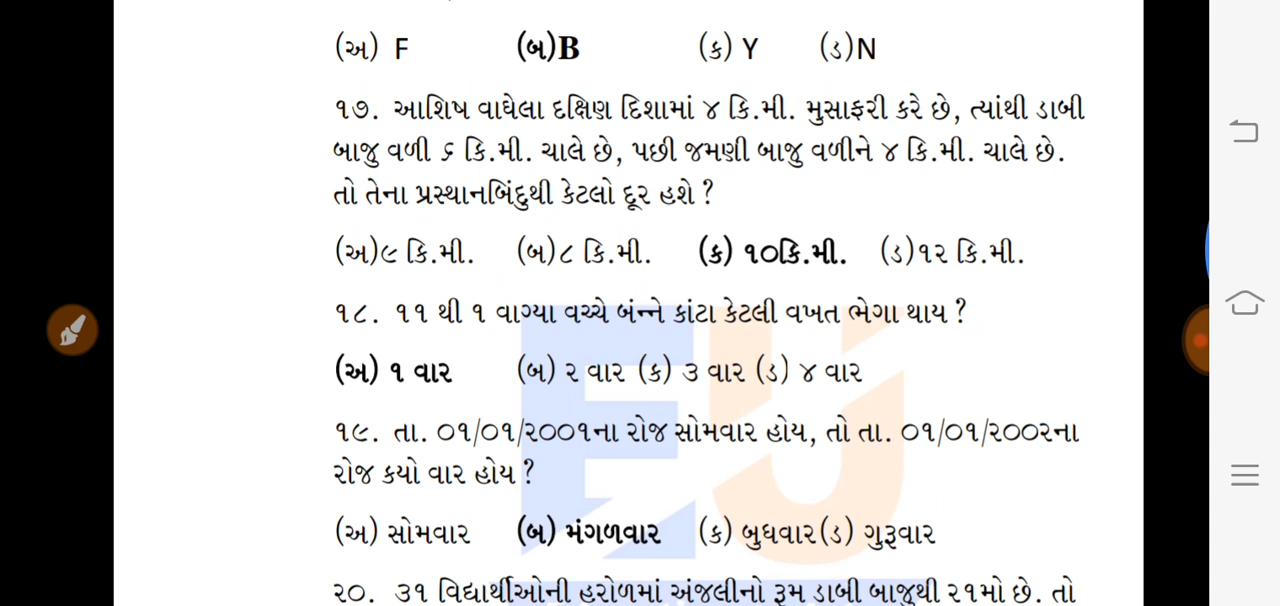 (અ) F (બ)B (ક) Y (ડ)N
૧૭. આશિષ વાઘેલા દક્ષિણ દિશામાં ૪ કિ.મી. મુસાફરી કરે છે, ત્યાંથી ડાબી
બાજુ વળી ૬ કિ.મી. ચાલે છે, પછી જમણી બાજુ વળીને ૪ કિ.મી. ચાલે છે.
તો તેના પ્રસ્થાનબિંદુથી કેટલો દૂર હશે ?
(અ)૯ કિ.મી. (બ)૮ કિ.મી. (ક) ૧૦કિ.મી. (ડ)૧૨ કિ.મી.
૧૮. ૧૧ થી ૧ વાગ્યા વચ્ચે બંન્ને કાંટા કેટલી વખત ભેગા થાય ?
(અ) ૧ વાર (બ) ૨ વાર (ક) ૩ વાર (ડ) ૪ વાર
૧૯. તા. ૦૧/૦૧/૨૦૦૧ના રોજ સોમવાર હોય, તો તા. ૦૧/૦૧/૨૦૦૨ના
રોજ કયો વાર હોય ?
(અ) સોમવાર (બ) મંગળવાર (ક) બુધવાર(ડ) ગુરૂવાર
૨૦. ૩૧ વિદ્યાર્થીઓની હરોળમાં અંજલીનો રૂમ ડાબી બાજુથી ૨૧મો છે. તો